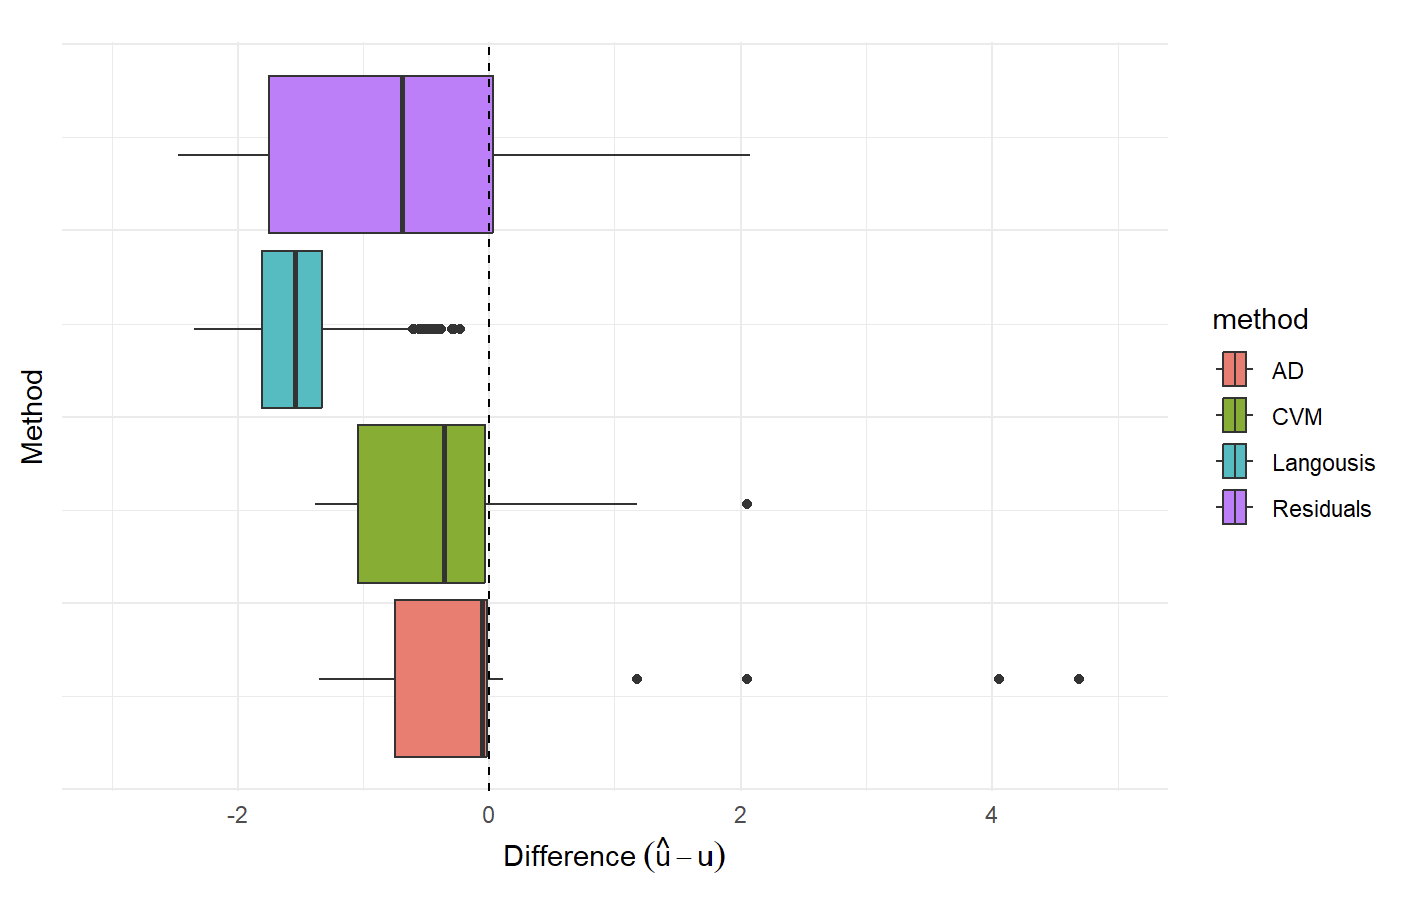 Method
-2 0 2 4
Difference (û – u)
method
AD
CVM
Langousis
Residuals